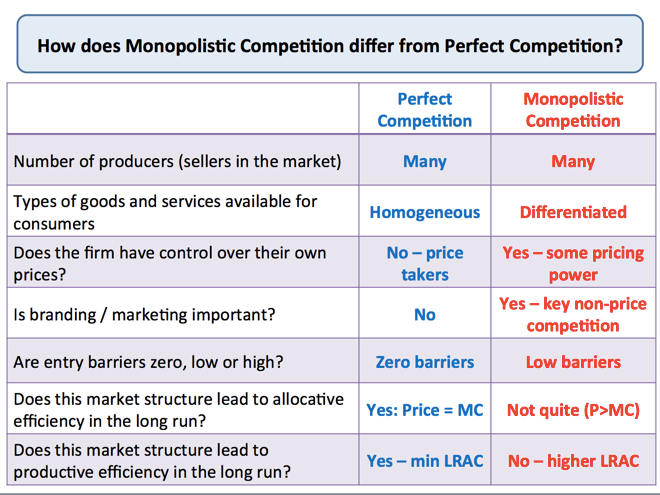 How does Monopolistic Competition differ from Perfect Competition?
Perfect Competition
Monopolistic Competition
Number of producers (sellers in the market)
Many
Many
Types of goods and services available for
consumers
Homogeneous
Differentiated
Does the firm have control over their own
prices?
No – price
takers
Yes – some pricing
power
Is branding / marketing important?
No
Yes – key non-price
competition
Are entry barriers zero, low or high?
Zero barriers
Low barriers
Does this market structure lead to allocative
efficiency in the long run?
Yes: Price = MC
Not quite (P>MC)
Does this market structure lead to
productive efficiency in the long run?
Yes – min LRAC
No – higher LRAC